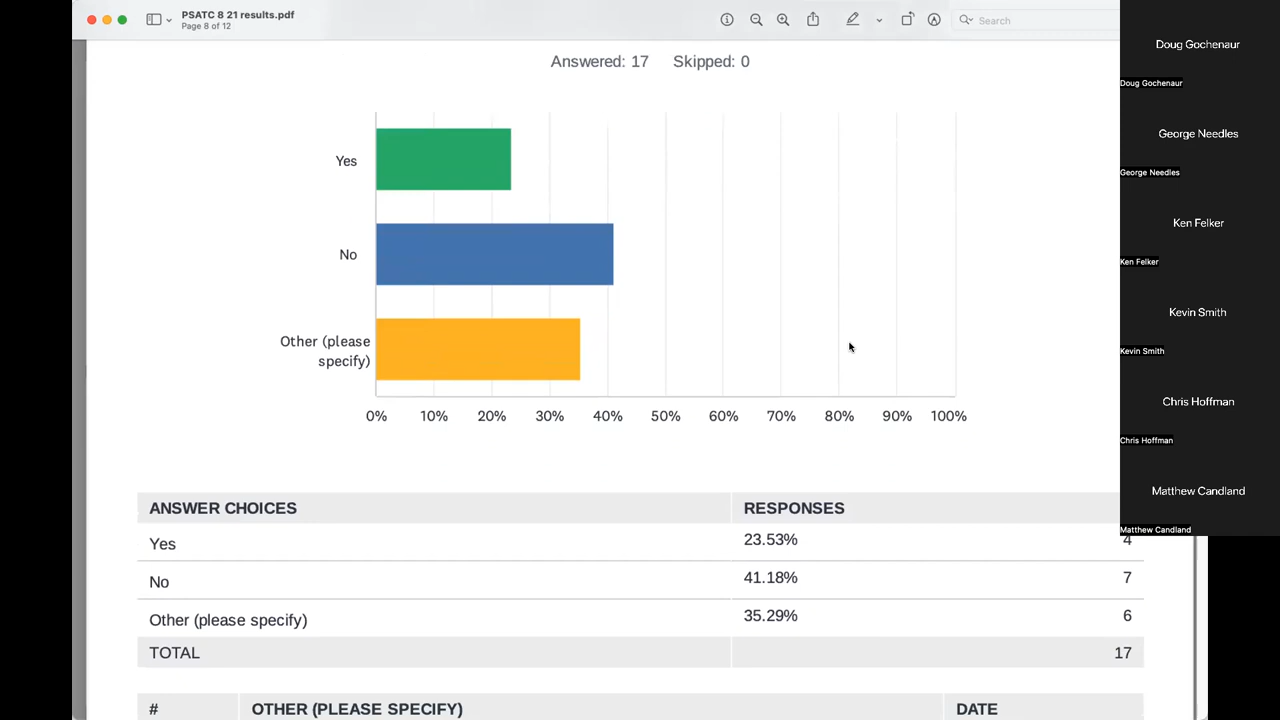 PSATC 8 21 results.pdf
Page 8 of 12
Search
Answered: 17 Skipped: 0
Yes
No
Other (please
specify)
0% 10% 20% 30% 40% 50% 60% 70% 80% 90% 100%
ANSWER CHOICES RESPONSES
Yes 23.53% 4
No 41.18% 7
Other (please specify) 35.29% 6
TOTAL 17
# OTHER (PLEASE SPECIFY) DATE
Doug Gochenaur
Doug Gochenaur
George Needles
George Needles
Ken Felker
Ken Felker
Kevin Smith
Kevin Smith
Chris Hoffman
Chris Hoffman
Matthew Candland
Matthew Candland